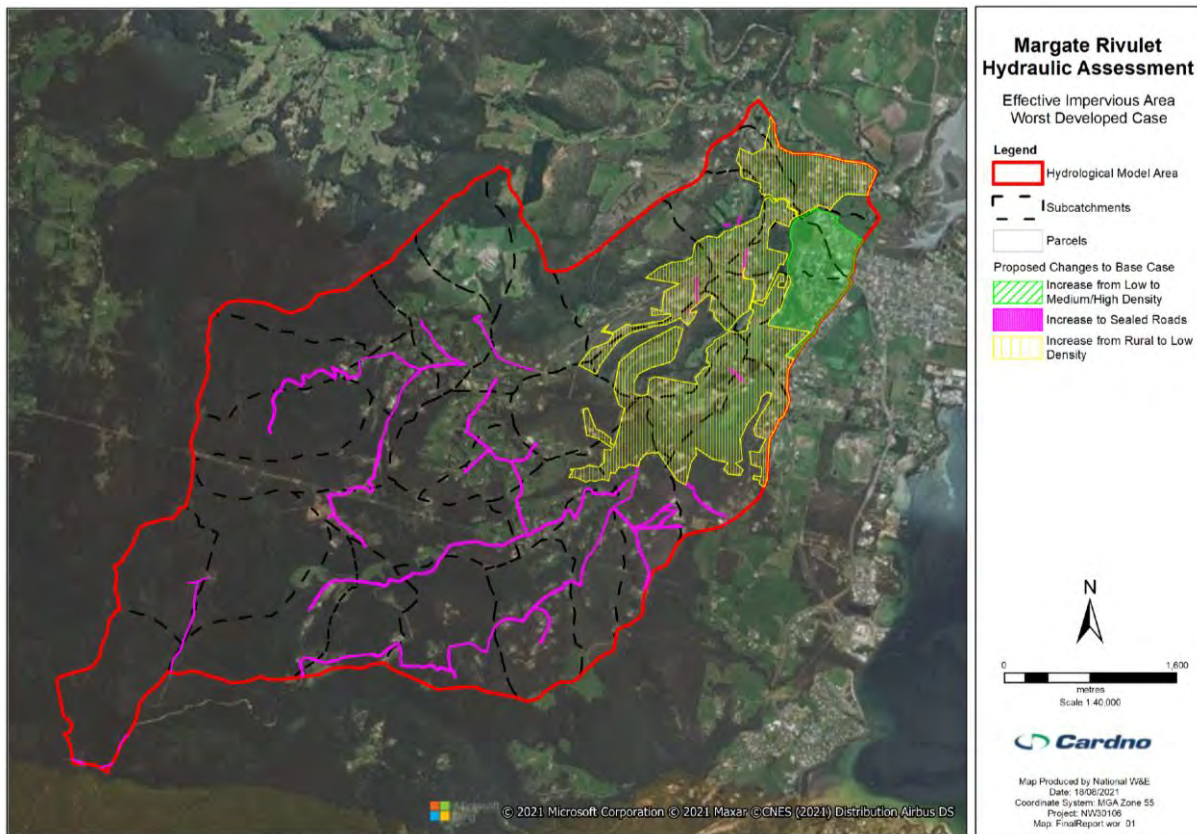 Margate Rivulet
Hydraulic Assessment
Effective Impervious Area
Worst Developed Case
Legend
Hydrological Model Area
Subcatchments
Parcels
Proposed Changes to Base Case
Increase from Low to
Medium/High Density
Increase to Sealed Roads
Increase from Rural to Low
Density
N
0 1,600
metres
Scale 1:40,000
Cardno
Map Produced by National W&E
Date: 18/08/2021
Coordinate System: MGA Zone 55
Project: NW30106
Map: FinalReport.wor 01
Microsoft
© 2021 Microsoft Corporation © 2021 Maxar ©CNES (2021) Distribution Airbus DS